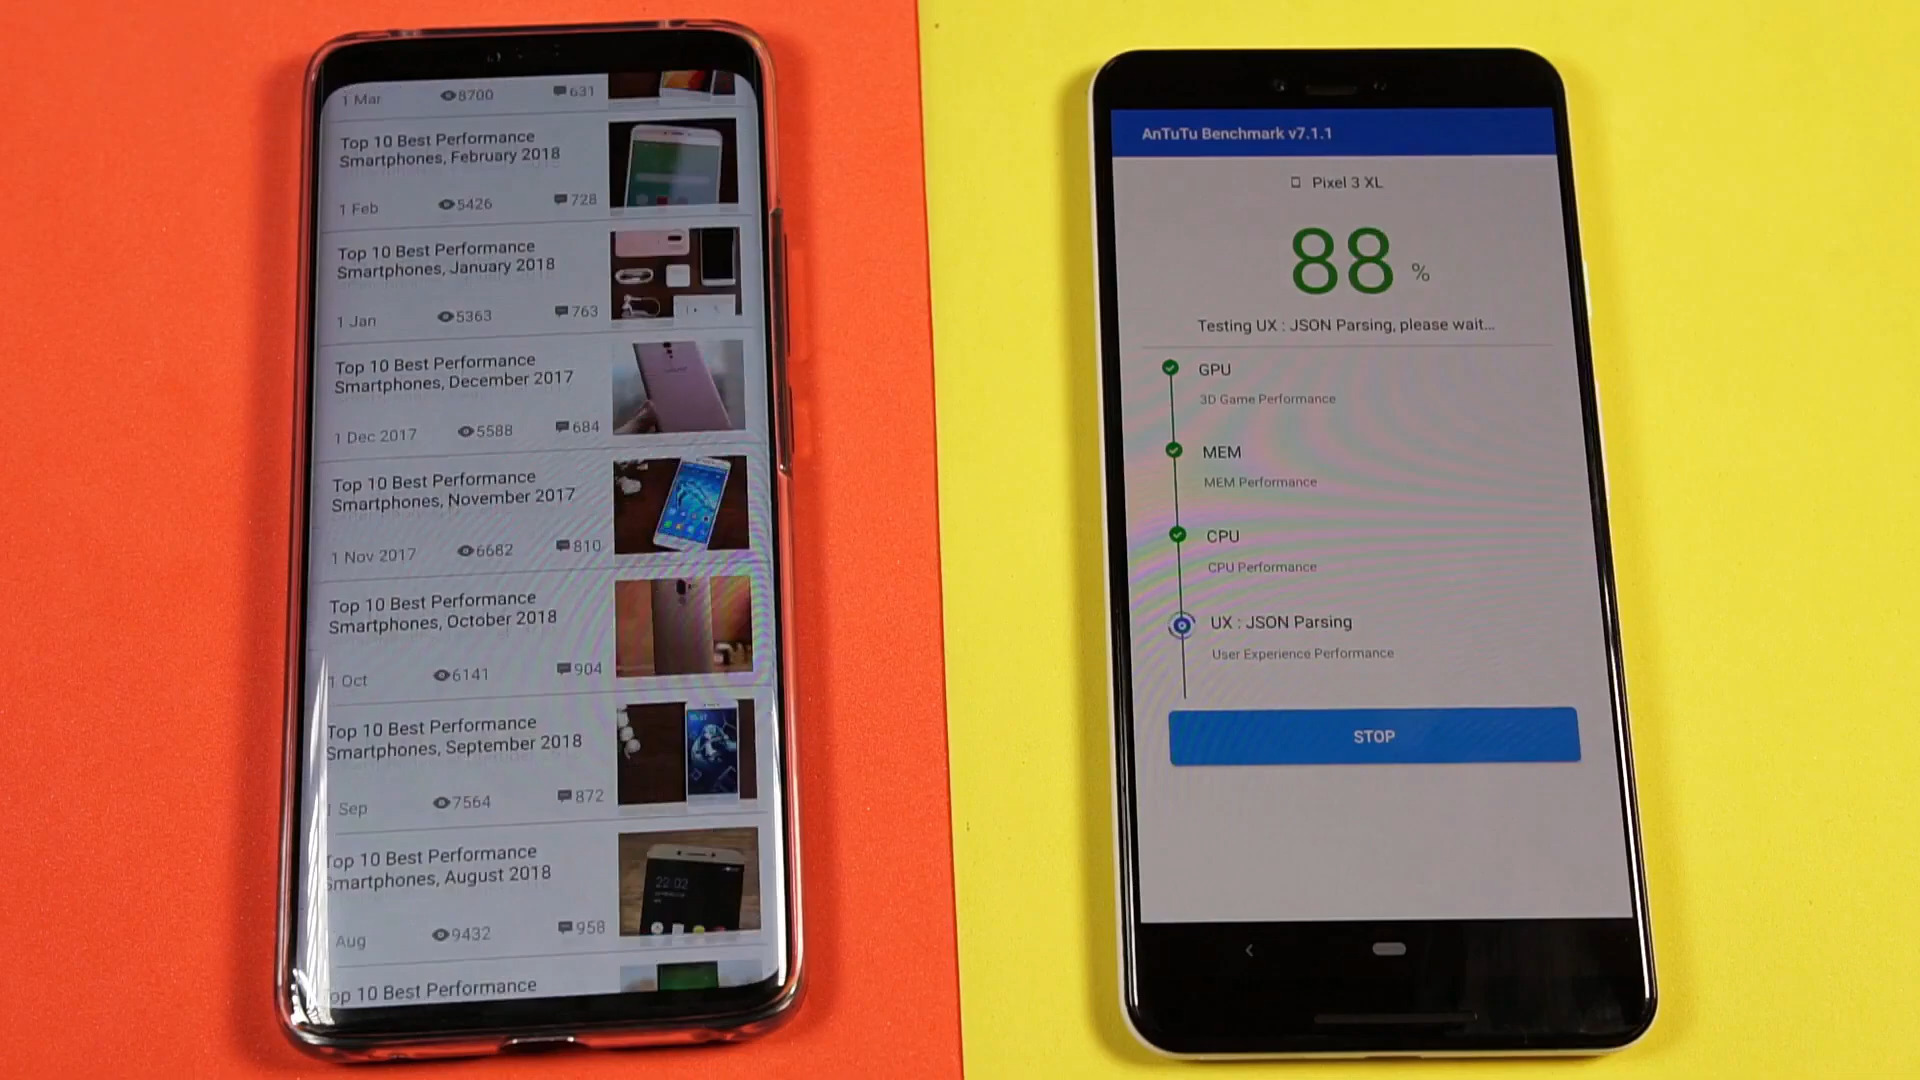 1 Mar 8700 631
Top 10 Best Performance
Smartphones, February 2018
1 Feb 5426 728
Top 10 Best Performance
Smartphones, January 2018
1 Jan 5363 763
Top 10 Best Performance
Smartphones, December 2017
1 Dec 2017 5588 684
Top 10 Best Performance
Smartphones, November 2017
1 Nov 2017 6682 810
Top 10 Best Performance
Smartphones, October 2018
1 Oct 6141 904
Top 10 Best Performance
Smartphones, September 2018
1 Sep 7564 872
Top 10 Best Performance
Smartphones, August 2018
22:02
Aug 9432 958
op 10 Best Performance
AnTuTu Benchmark v7.1.1
Pixel 3 XL
88 %
Testing UX : JSON Parsing, please wait...
GPU
3D Game Performance
MEM
MEM Performance
CPU
CPU Performance
UX : JSON Parsing
User Experience Performance
STOP